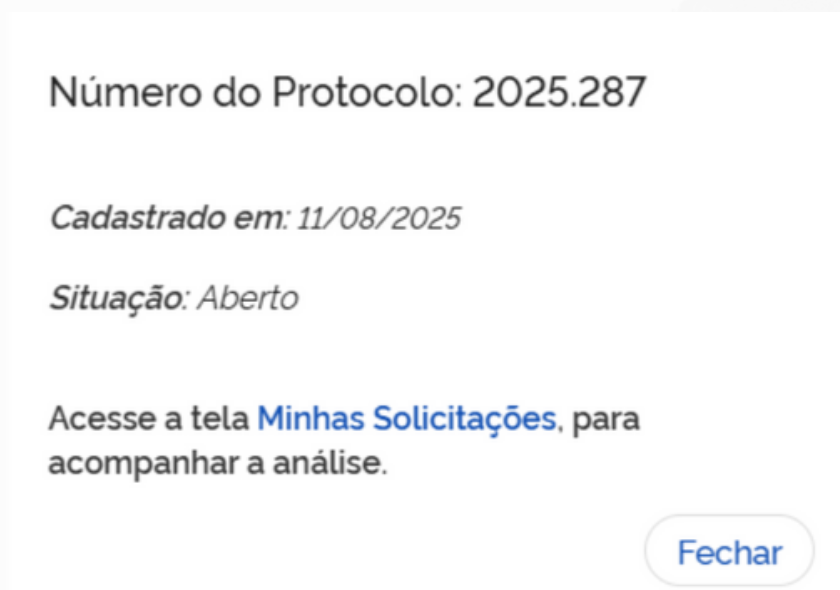 Número do Protocolo: 2025.287
Cadastrado em: 11/08/2025
Situação: Aberto
Acesse a tela Minhas Solicitações, para
acompanhar a análise.
Fechar